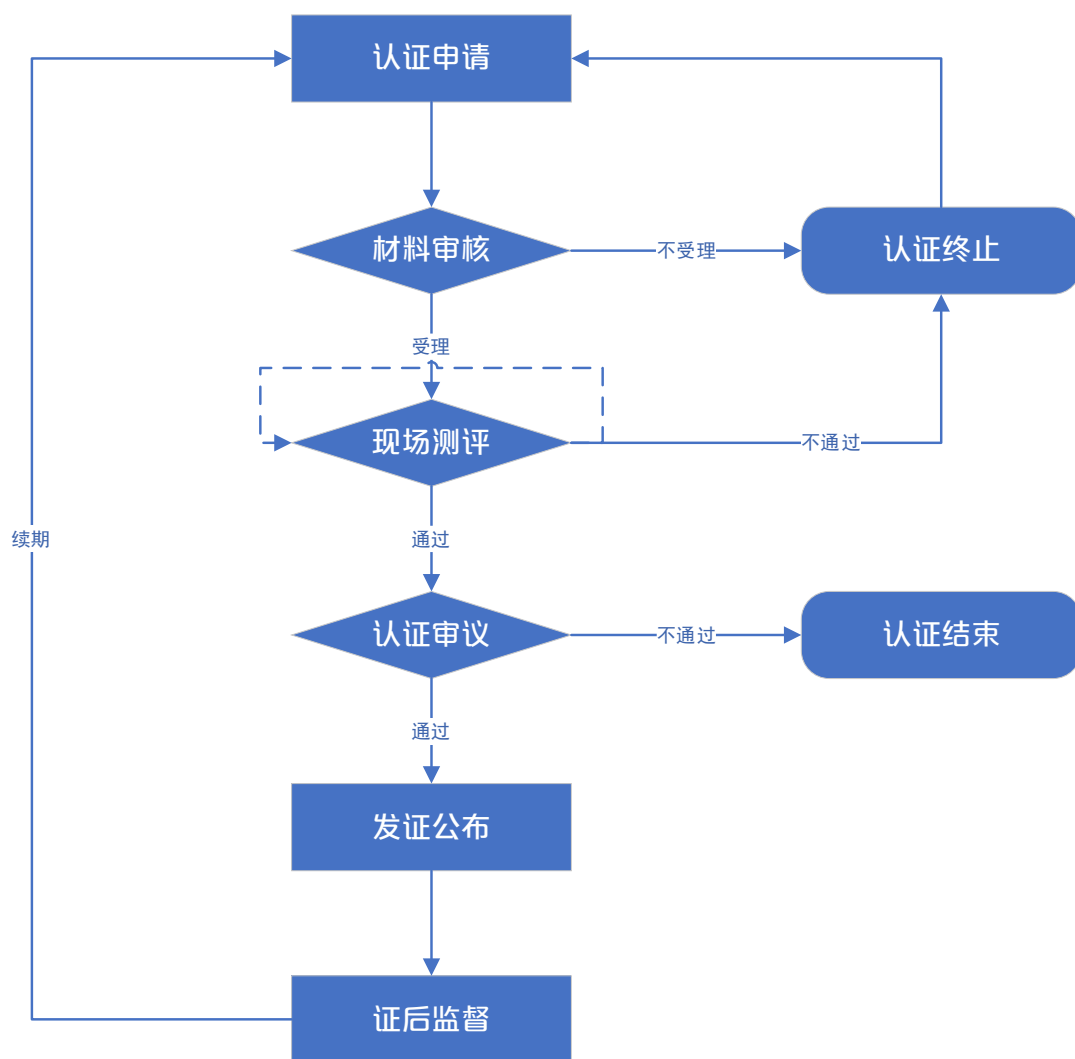 认证申请
材料审核
不受理
认证终止
受理
现场测评
不通过
续期
通过
认证审议
不通过
认证结束
通过
发证公布
证后监督